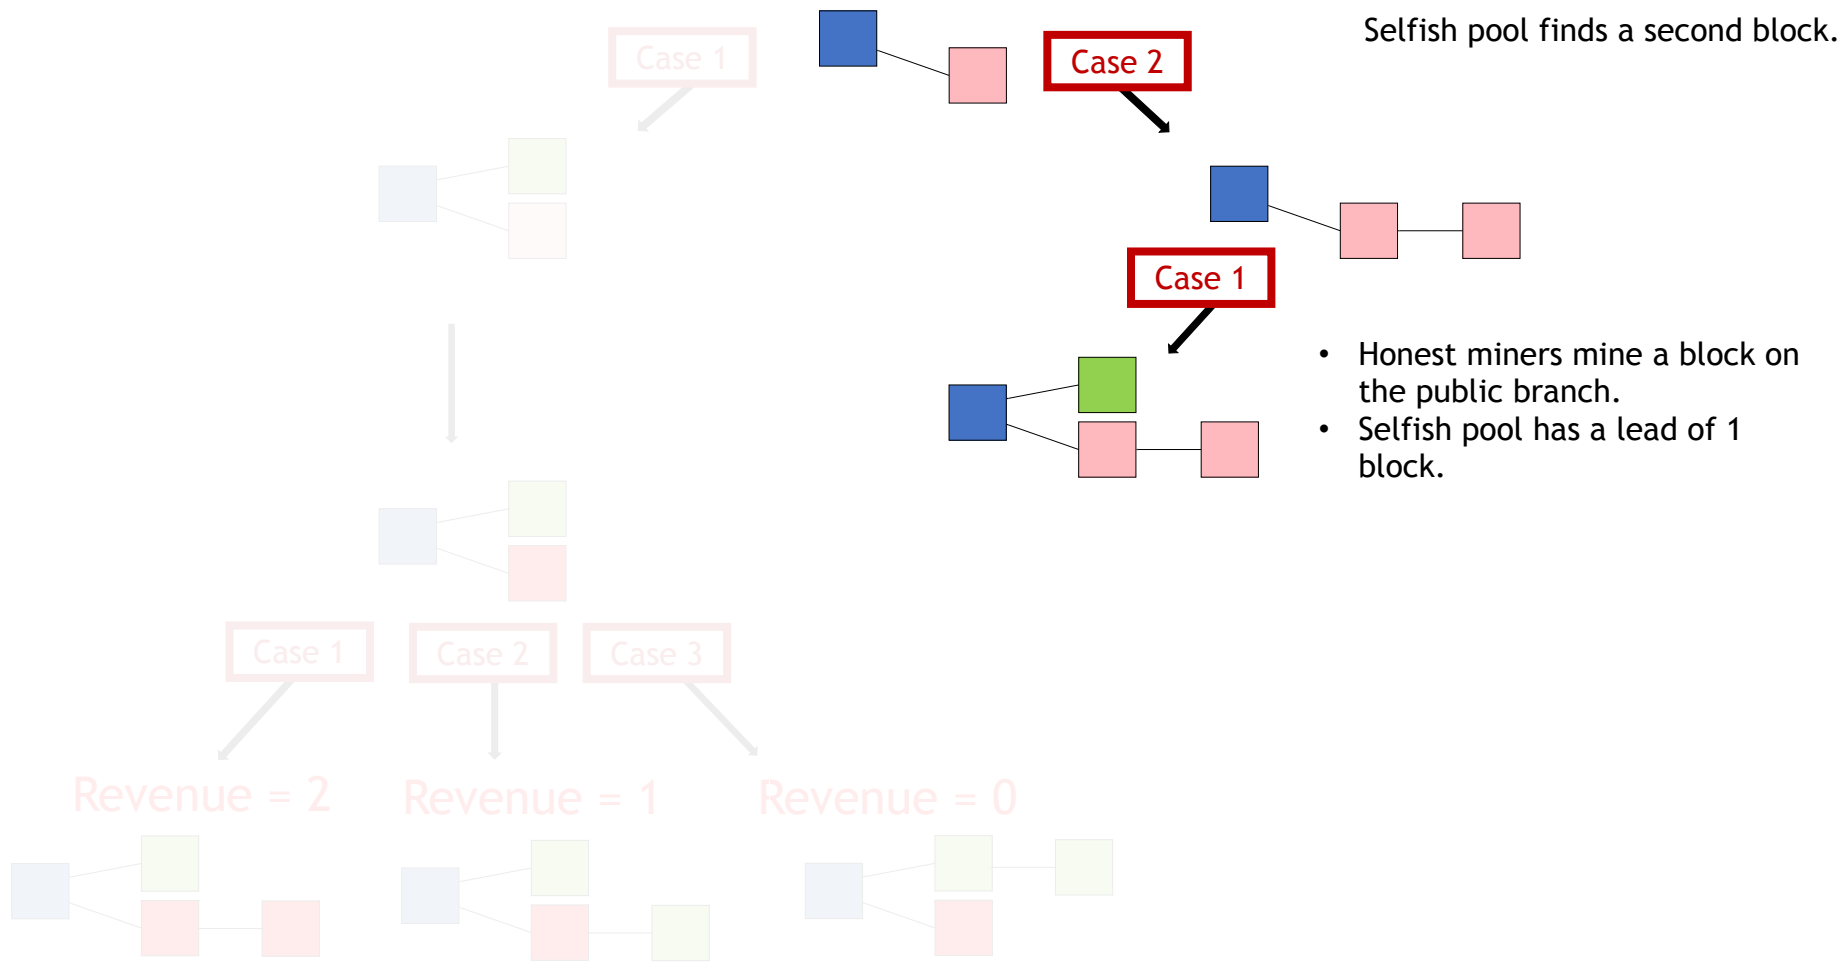 Selfish pool finds a second block.
Case 1
Case 2
Case 1
• Honest miners mine a block on
the public branch.
• Selfish pool has a lead of 1
block.
Case 1
Case 2
Case 3
Revenue = 2
Revenue = 1
Revenue = 0